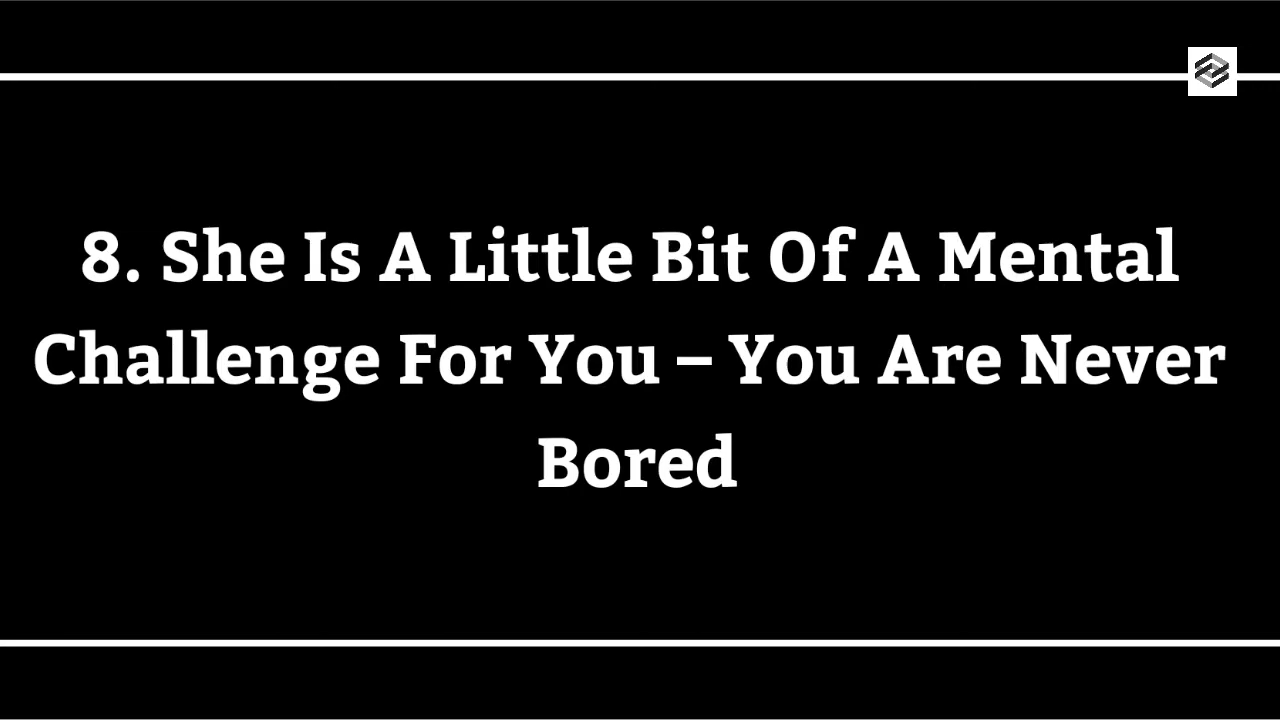 8. She Is A Little Bit Of A Mental
Challenge For You – You Are Never
Bored